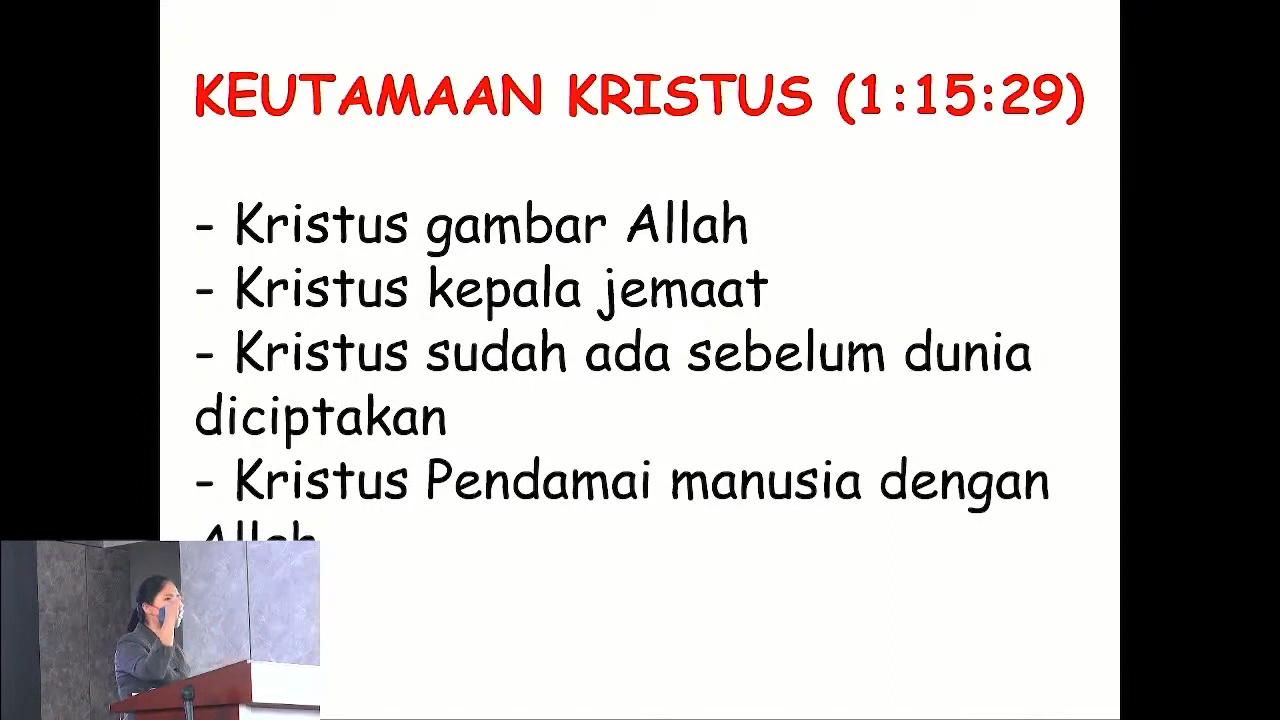 KEUTAMAAN KRISTUS (1:15:29)
- Kristus gambar Allah
- Kristus kepala jemaat
- Kristus sudah ada sebelum dunia
diciptakan
- Kristus Pendamai manusia dengan
Allah